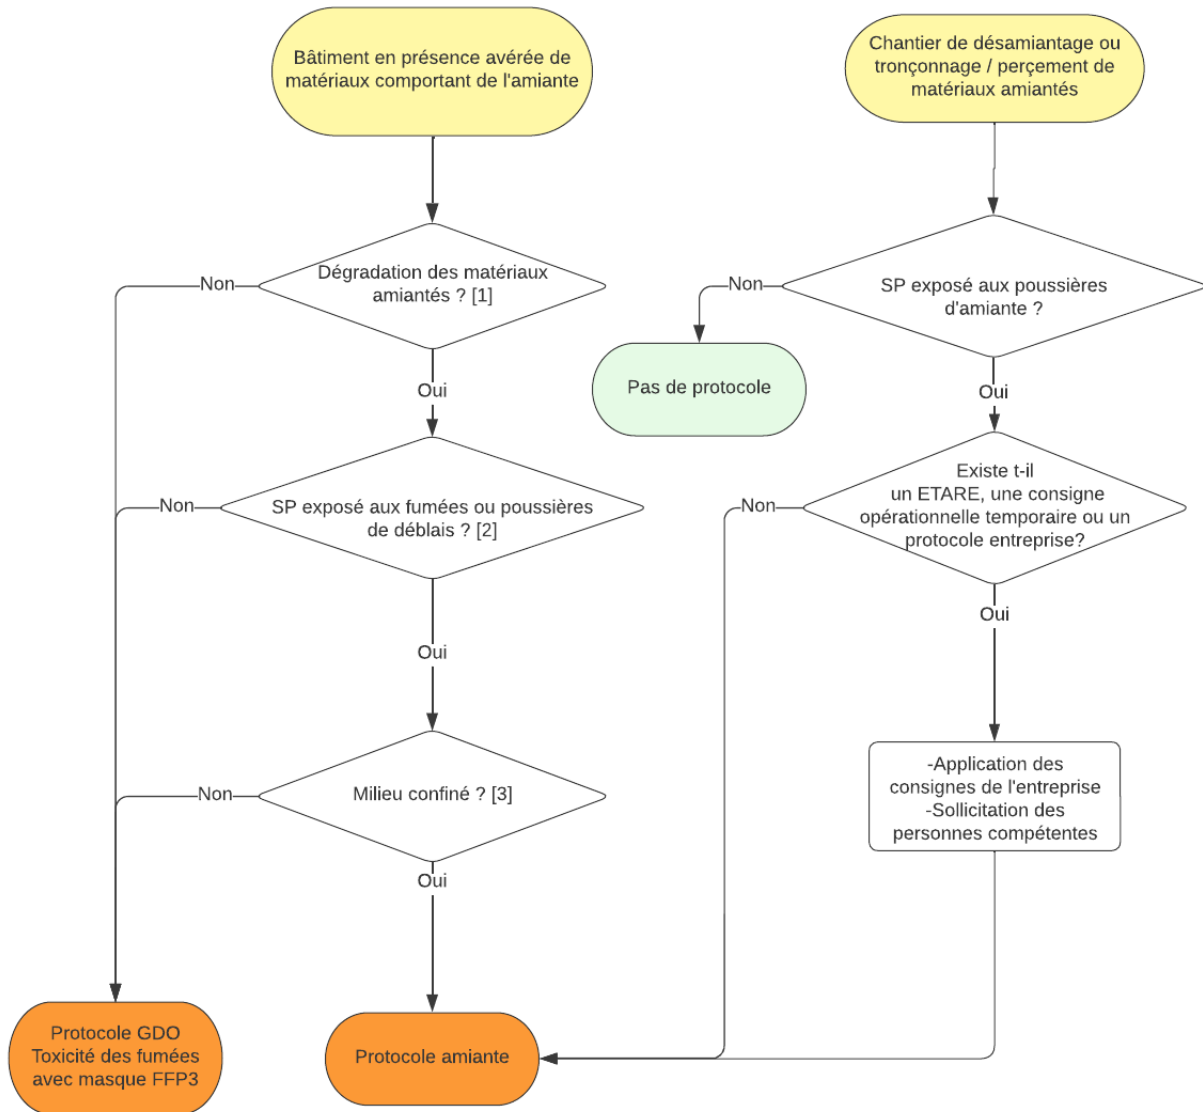 Bâtiment en présence avérée de
matériaux comportant de l'amiante
Dégradation des matériaux
amiantés ? [1]
Non
Oui
SP exposé aux fumées ou poussières
de déblais ? [2]
Non
Oui
Milieu confiné ? [3]
Non
Oui
Protocole GDO
Toxicité des fumées
avec masque FFP3
Protocole amiante
Chantier de désamiantage ou
tronçonnage / perçement de
matériaux amiantés
SP exposé aux poussières
d'amiante ?
Non
Pas de protocole
Oui
Existe t-il
un ETARE, une consigne
opérationnelle temporaire ou un
protocole entreprise?
Non
Oui
-Application des
consignes de l'entreprise
-Sollicitation des
personnes compétentes